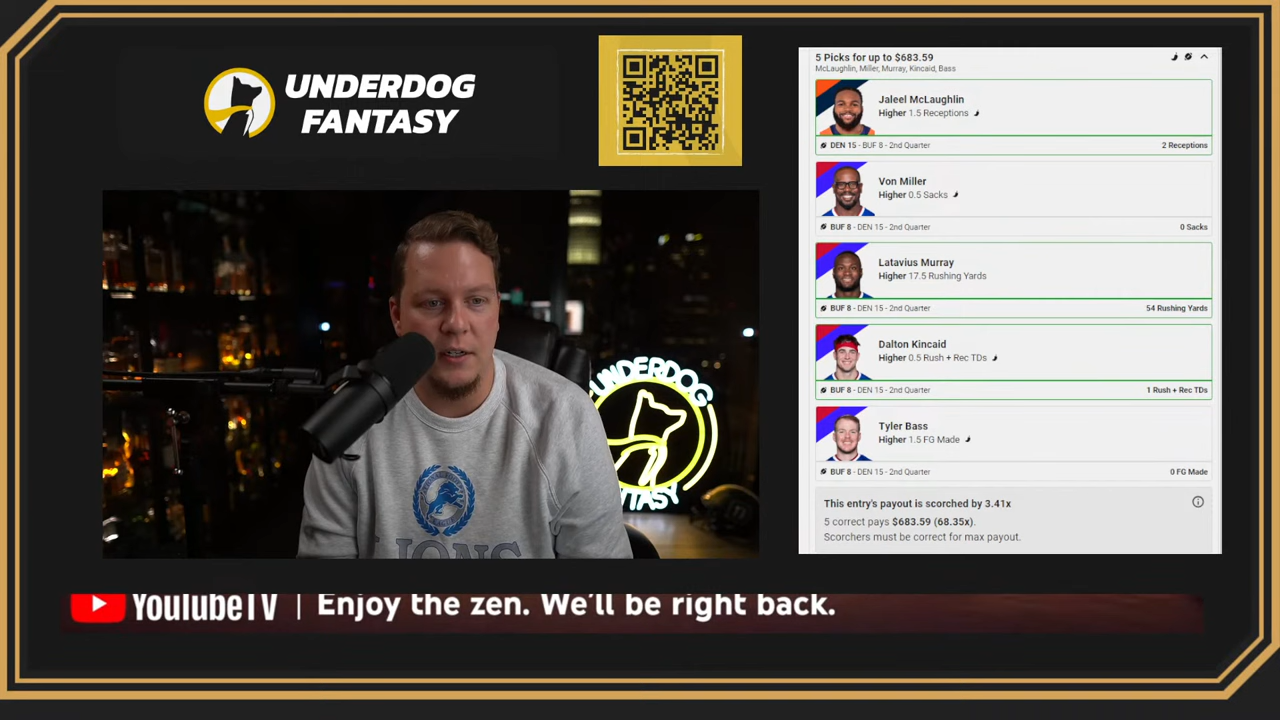 UNDERDOG
FANTASY
5 Picks for up to $683.59
McLaughlin, Miller, Murray, Kincaid, Bass
Jaleel McLaughlin
Higher 1.5 Receptions
DEN 15 - BUF 8 - 2nd Quarter
2 Receptions
Von Miller
Higher 0.5 Sacks
BUF 8 - DEN 15 - 2nd Quarter
0 Sacks
Latavius Murray
Higher 17.5 Rushing Yards
BUF 8 - DEN 15 - 2nd Quarter
54 Rushing Yards
Dalton Kincaid
Higher 0.5 Rush + Rec TDs
BUF 8 - DEN 15 - 2nd Quarter
1 Rush + Rec TDs
Tyler Bass
Higher 1.5 FG Made
BUF 8 - DEN 15 - 2nd Quarter
0 FG Made
This entry's payout is scorched by 3.41x
5 correct pays $683.59 (68.35x).
Scorchers must be correct for max payout.
UNDERDOG
LIONS
YouTubeTV | Enjoy the zen. We'll be right back.